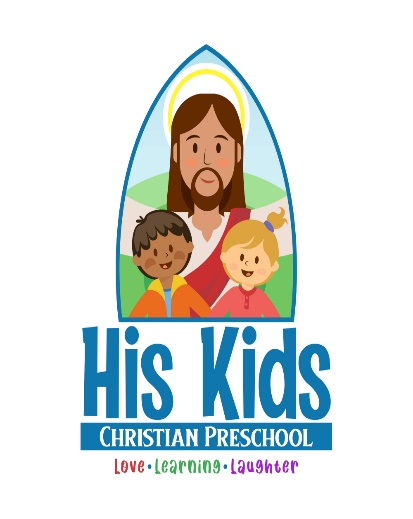 His Kids
Christian Preschool
Love • Learning • Laughter